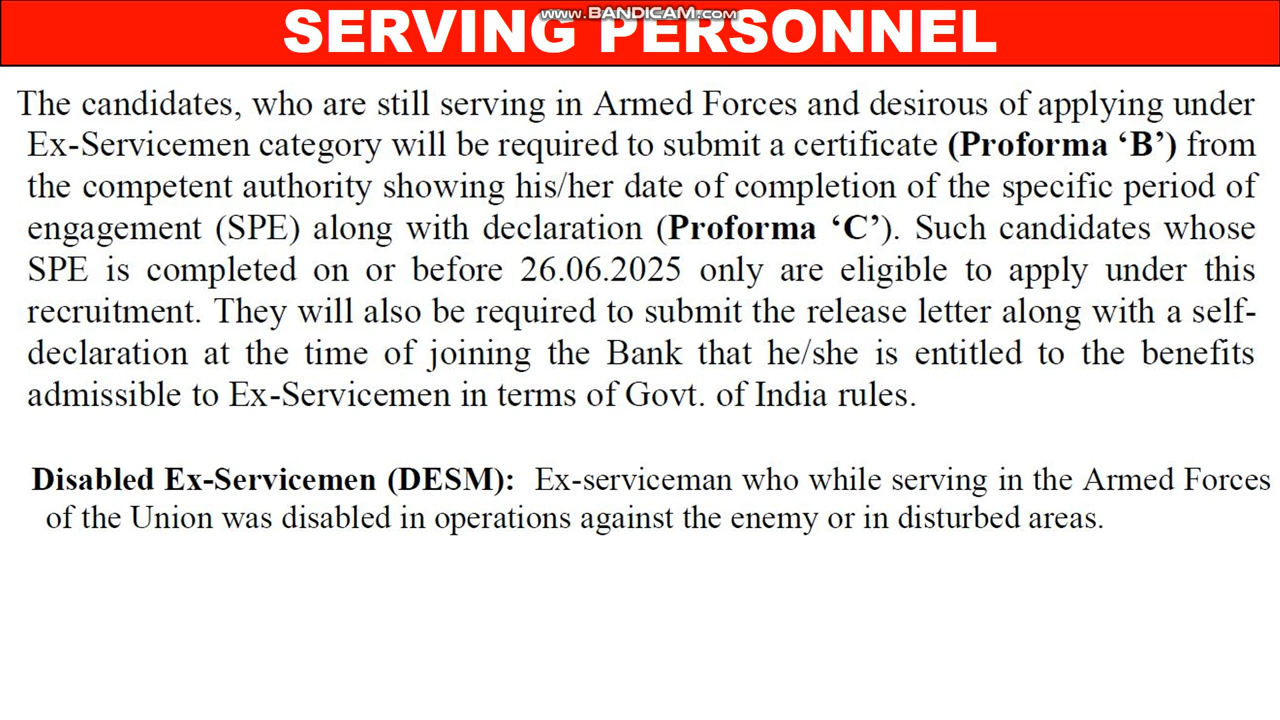 www.BANDICAM.com
SERVING PERSONNEL
The candidates, who are still serving in Armed Forces and desirous of applying under
Ex-Servicemen category will be required to submit a certificate (Proforma ‘B’) from
the competent authority showing his/her date of completion of the specific period of
engagement (SPE) along with declaration (Proforma ‘C’). Such candidates whose
SPE is completed on or before 26.06.2025 only are eligible to apply under this
recruitment. They will also be required to submit the release letter along with a self-
declaration at the time of joining the Bank that he/she is entitled to the benefits
admissible to Ex-Servicemen in terms of Govt. of India rules.
Disabled Ex-Servicemen (DESM): Ex-serviceman who while serving in the Armed Forces
of the Union was disabled in operations against the enemy or in disturbed areas.